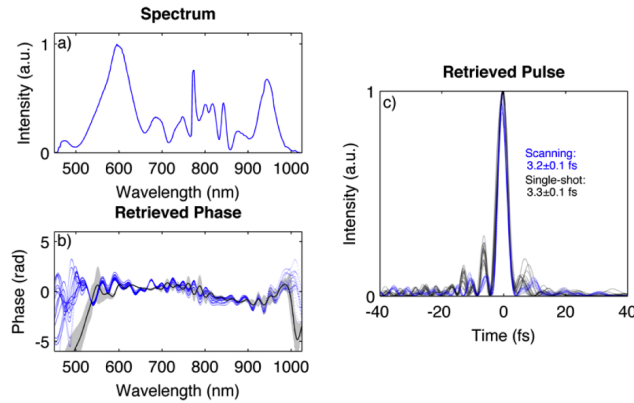 Spectrum
a)
Intensity (a.u.)
1
0
500 600 700 800 900 1000
Wavelength (nm)
Retrieved Phase
b)
Phase (rad)
5
0
-5
500 600 700 800 900 1000
Wavelength (nm)
Retrieved Pulse
c)
Intensity (a.u.)
1
0
Scanning:
3.2±0.1 fs
Single-shot:
3.3±0.1 fs
-40 -20 0 20 40
Time (fs)